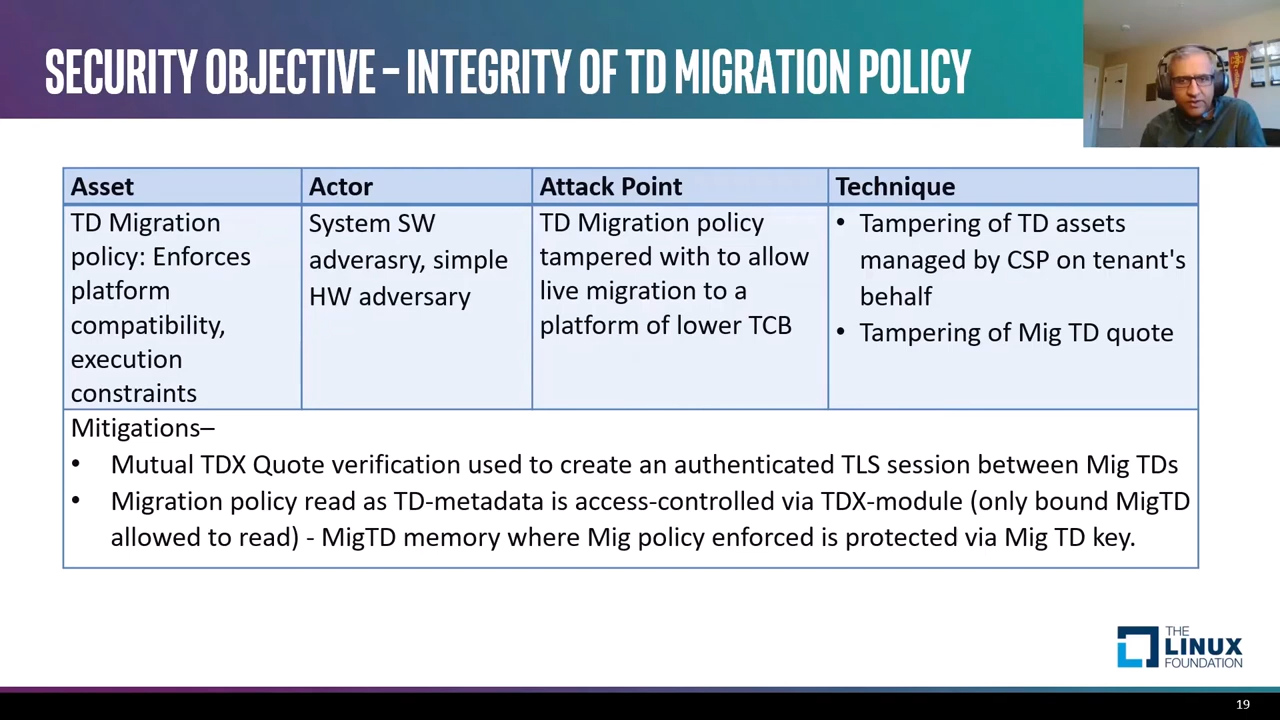 SECURITY OBJECTIVE – INTEGRITY OF TD MIGRATION POLICY
Asset
Actor
Attack Point
Technique
TD Migration
policy: Enforces
platform
compatibility,
execution
constraints
System SW
adverasry, simple
HW adversary
TD Migration policy
tampered with to allow
live migration to a
platform of lower TCB
• Tampering of TD assets
managed by CSP on tenant's
behalf
• Tampering of Mig TD quote
Mitigations–
• Mutual TDX Quote verification used to create an authenticated TLS session between Mig TDs
• Migration policy read as TD-metadata is access-controlled via TDX-module (only bound MigTD
allowed to read) - MigTD memory where Mig policy enforced is protected via Mig TD key.
THE
LINUX
FOUNDATION
19